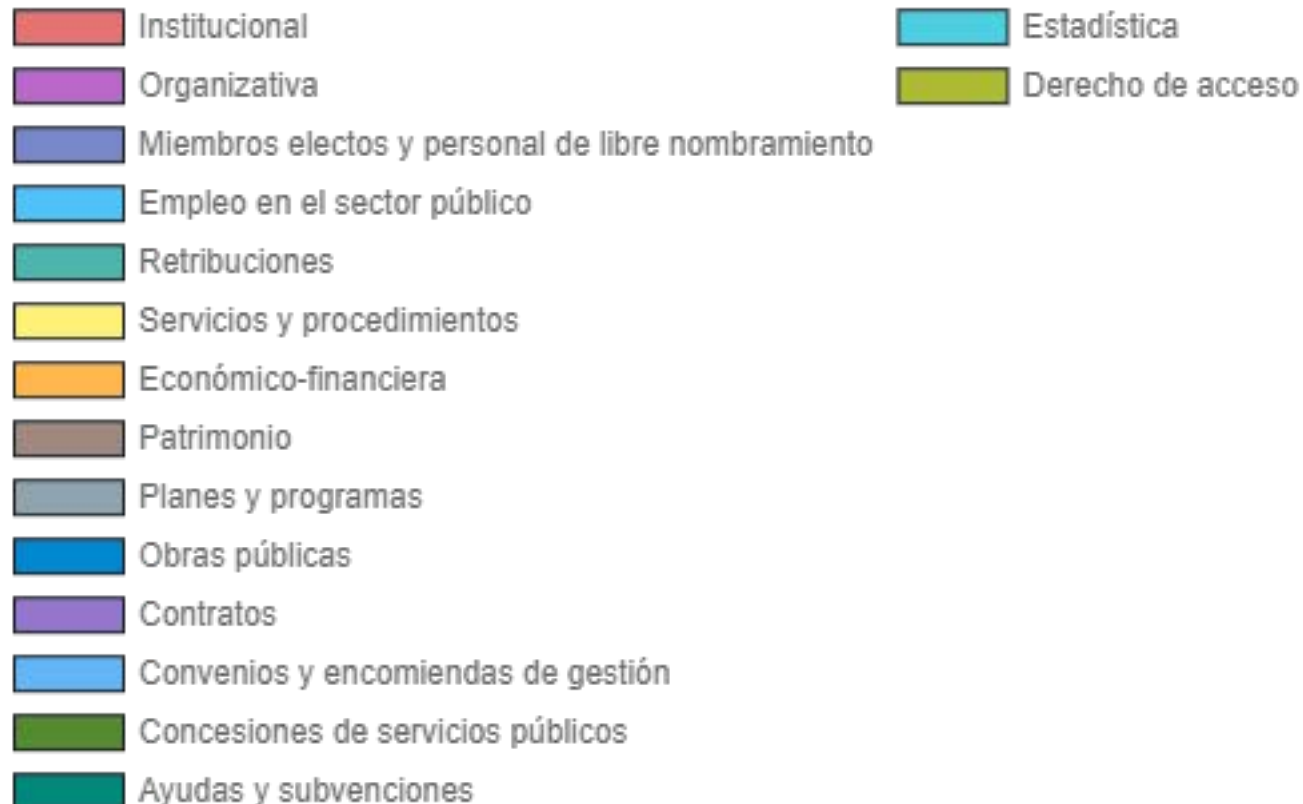 Institucional
Organizativa
Miembros electos y personal de libre nombramiento
Empleo en el sector público
Retribuciones
Servicios y procedimientos
Económico-financiera
Patrimonio
Planes y programas
Obras públicas
Contratos
Convenios y encomiendas de gestión
Concesiones de servicios públicos
Ayudas y subvenciones
Estadística
Derecho de acceso